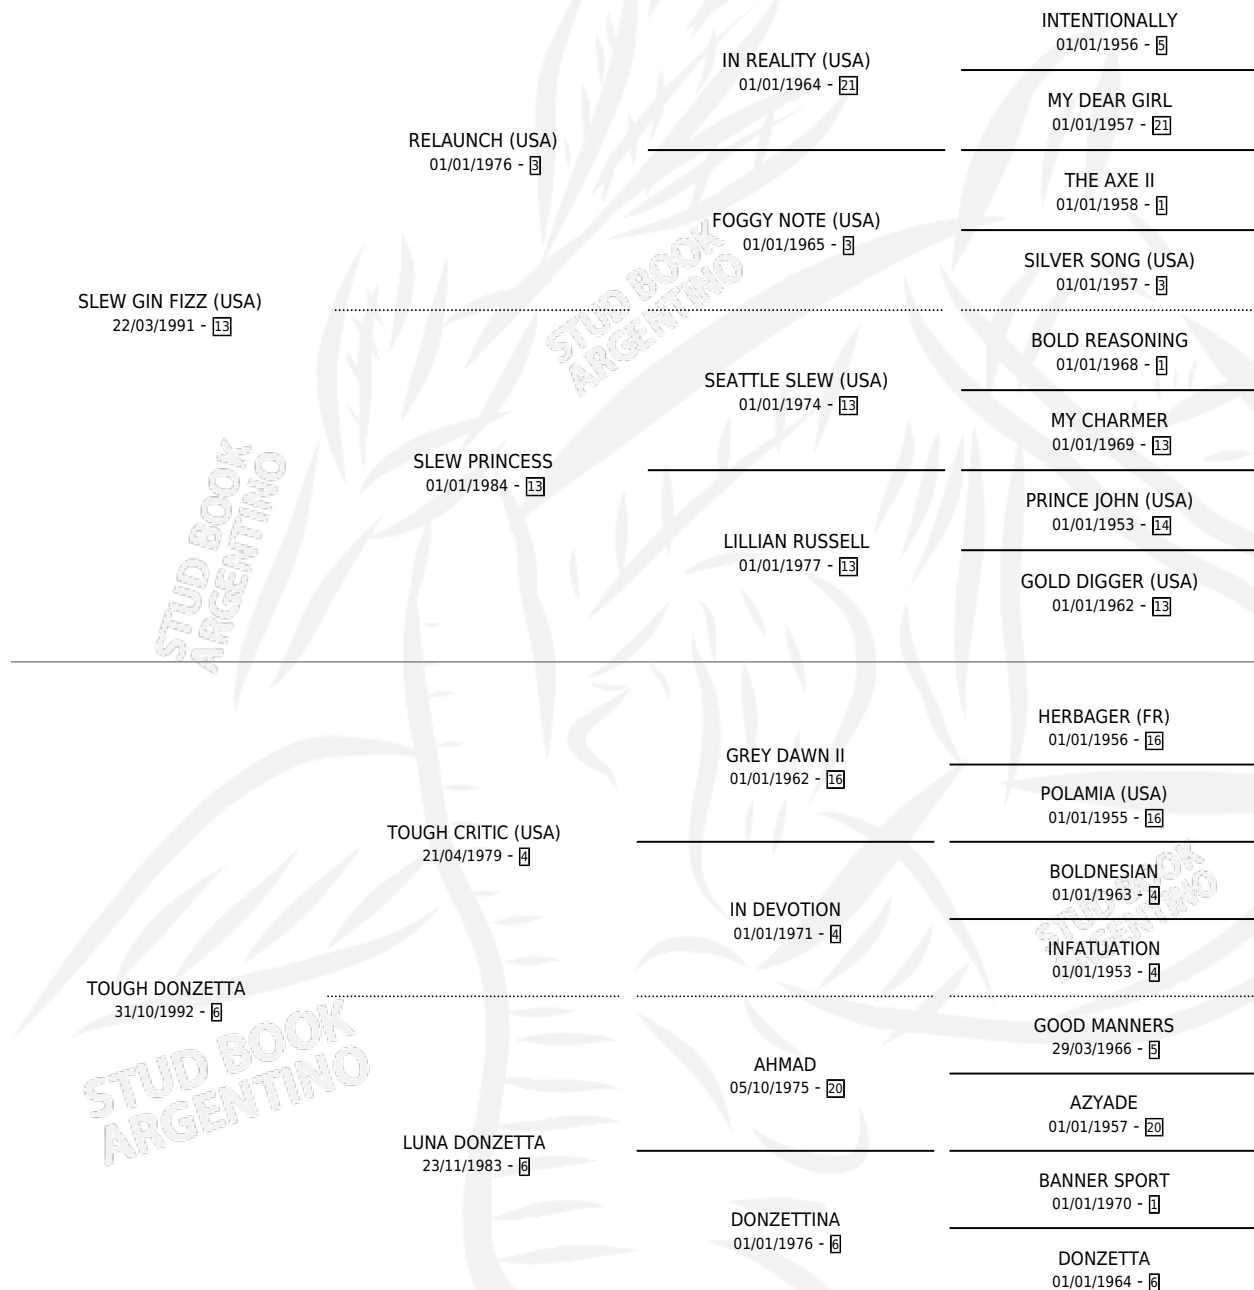 INTENTIONALLY
01/01/1956 - 5
IN REALITY (USA)
01/01/1964 - 21
MY DEAR GIRL
01/01/1957 - 21
RELAUNCH (USA)
01/01/1976 - 3
THE AXE II
01/01/1958 - 1
FOGGY NOTE (USA)
01/01/1965 - 3
SILVER SONG (USA)
01/01/1957 - 3
SLEW GIN FIZZ (USA)
22/03/1991 - 13
BOLD REASONING
01/01/1968 - 1
SEATTLE SLEW (USA)
01/01/1974 - 13
MY CHARMER
01/01/1969 - 13
SLEW PRINCESS
01/01/1984 - 13
PRINCE JOHN (USA)
01/01/1953 - 14
LILLIAN RUSSELL
01/01/1977 - 13
GOLD DIGGER (USA)
01/01/1962 - 13
HERBAGER (FR)
01/01/1956 - 16
GREY DAWN II
01/01/1962 - 16
POLAMIA (USA)
01/01/1955 - 16
TOUGH CRITIC (USA)
21/04/1979 - 4
BOLDNESIAN
01/01/1963 - 4
IN DEVOTION
01/01/1971 - 4
INFATUATION
01/01/1953 - 4
TOUGH DONZETTA
31/10/1992 - 6
GOOD MANNERS
29/03/1966 - 5
AHMAD
05/10/1975 - 20
AZYADE
01/01/1957 - 20
LUNA DONZETTA
23/11/1983 - 6
BANNER SPORT
01/01/1970 - 1
DONZETTINA
01/01/1976 - 6
DONZETTA
01/01/1964 - 6
STUD BOOK
ARGENTINO
STUD BOOK
ARGENTINO
STUD BOOK
ARGENTINO
STUD BOOK
ARGENTINO